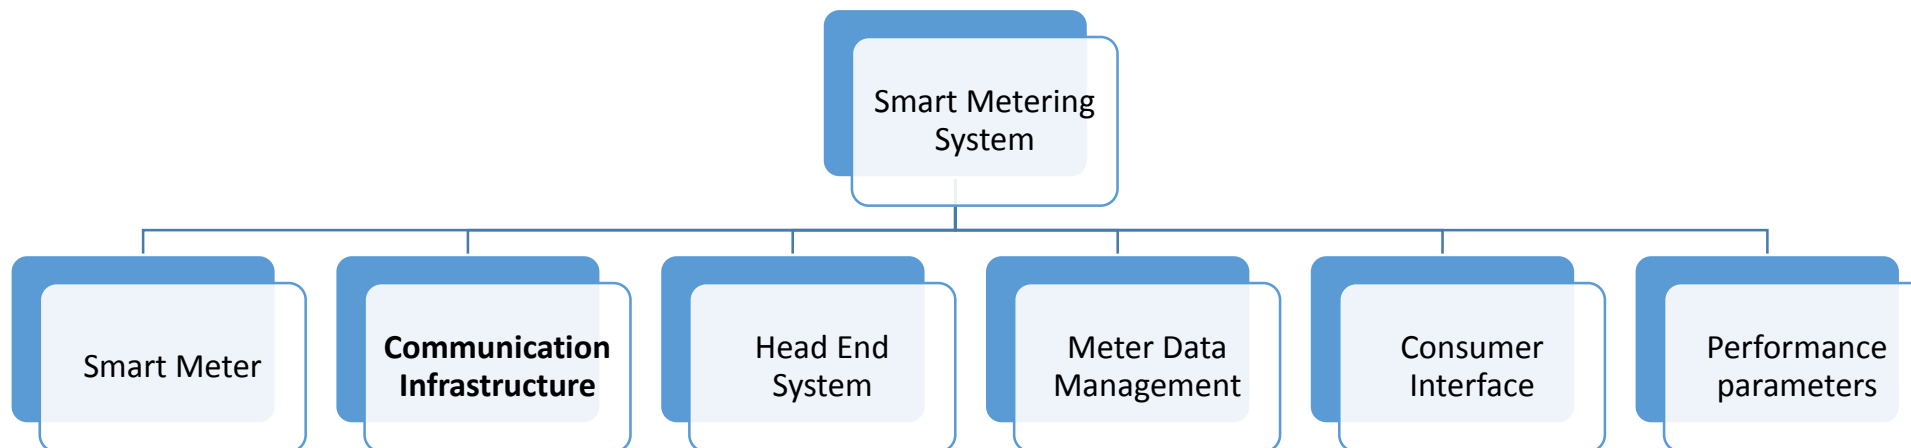 Smart Metering
System
Smart Meter
Communication
Infrastructure
Head End
System
Meter Data
Management
Consumer
Interface
Performance
parameters